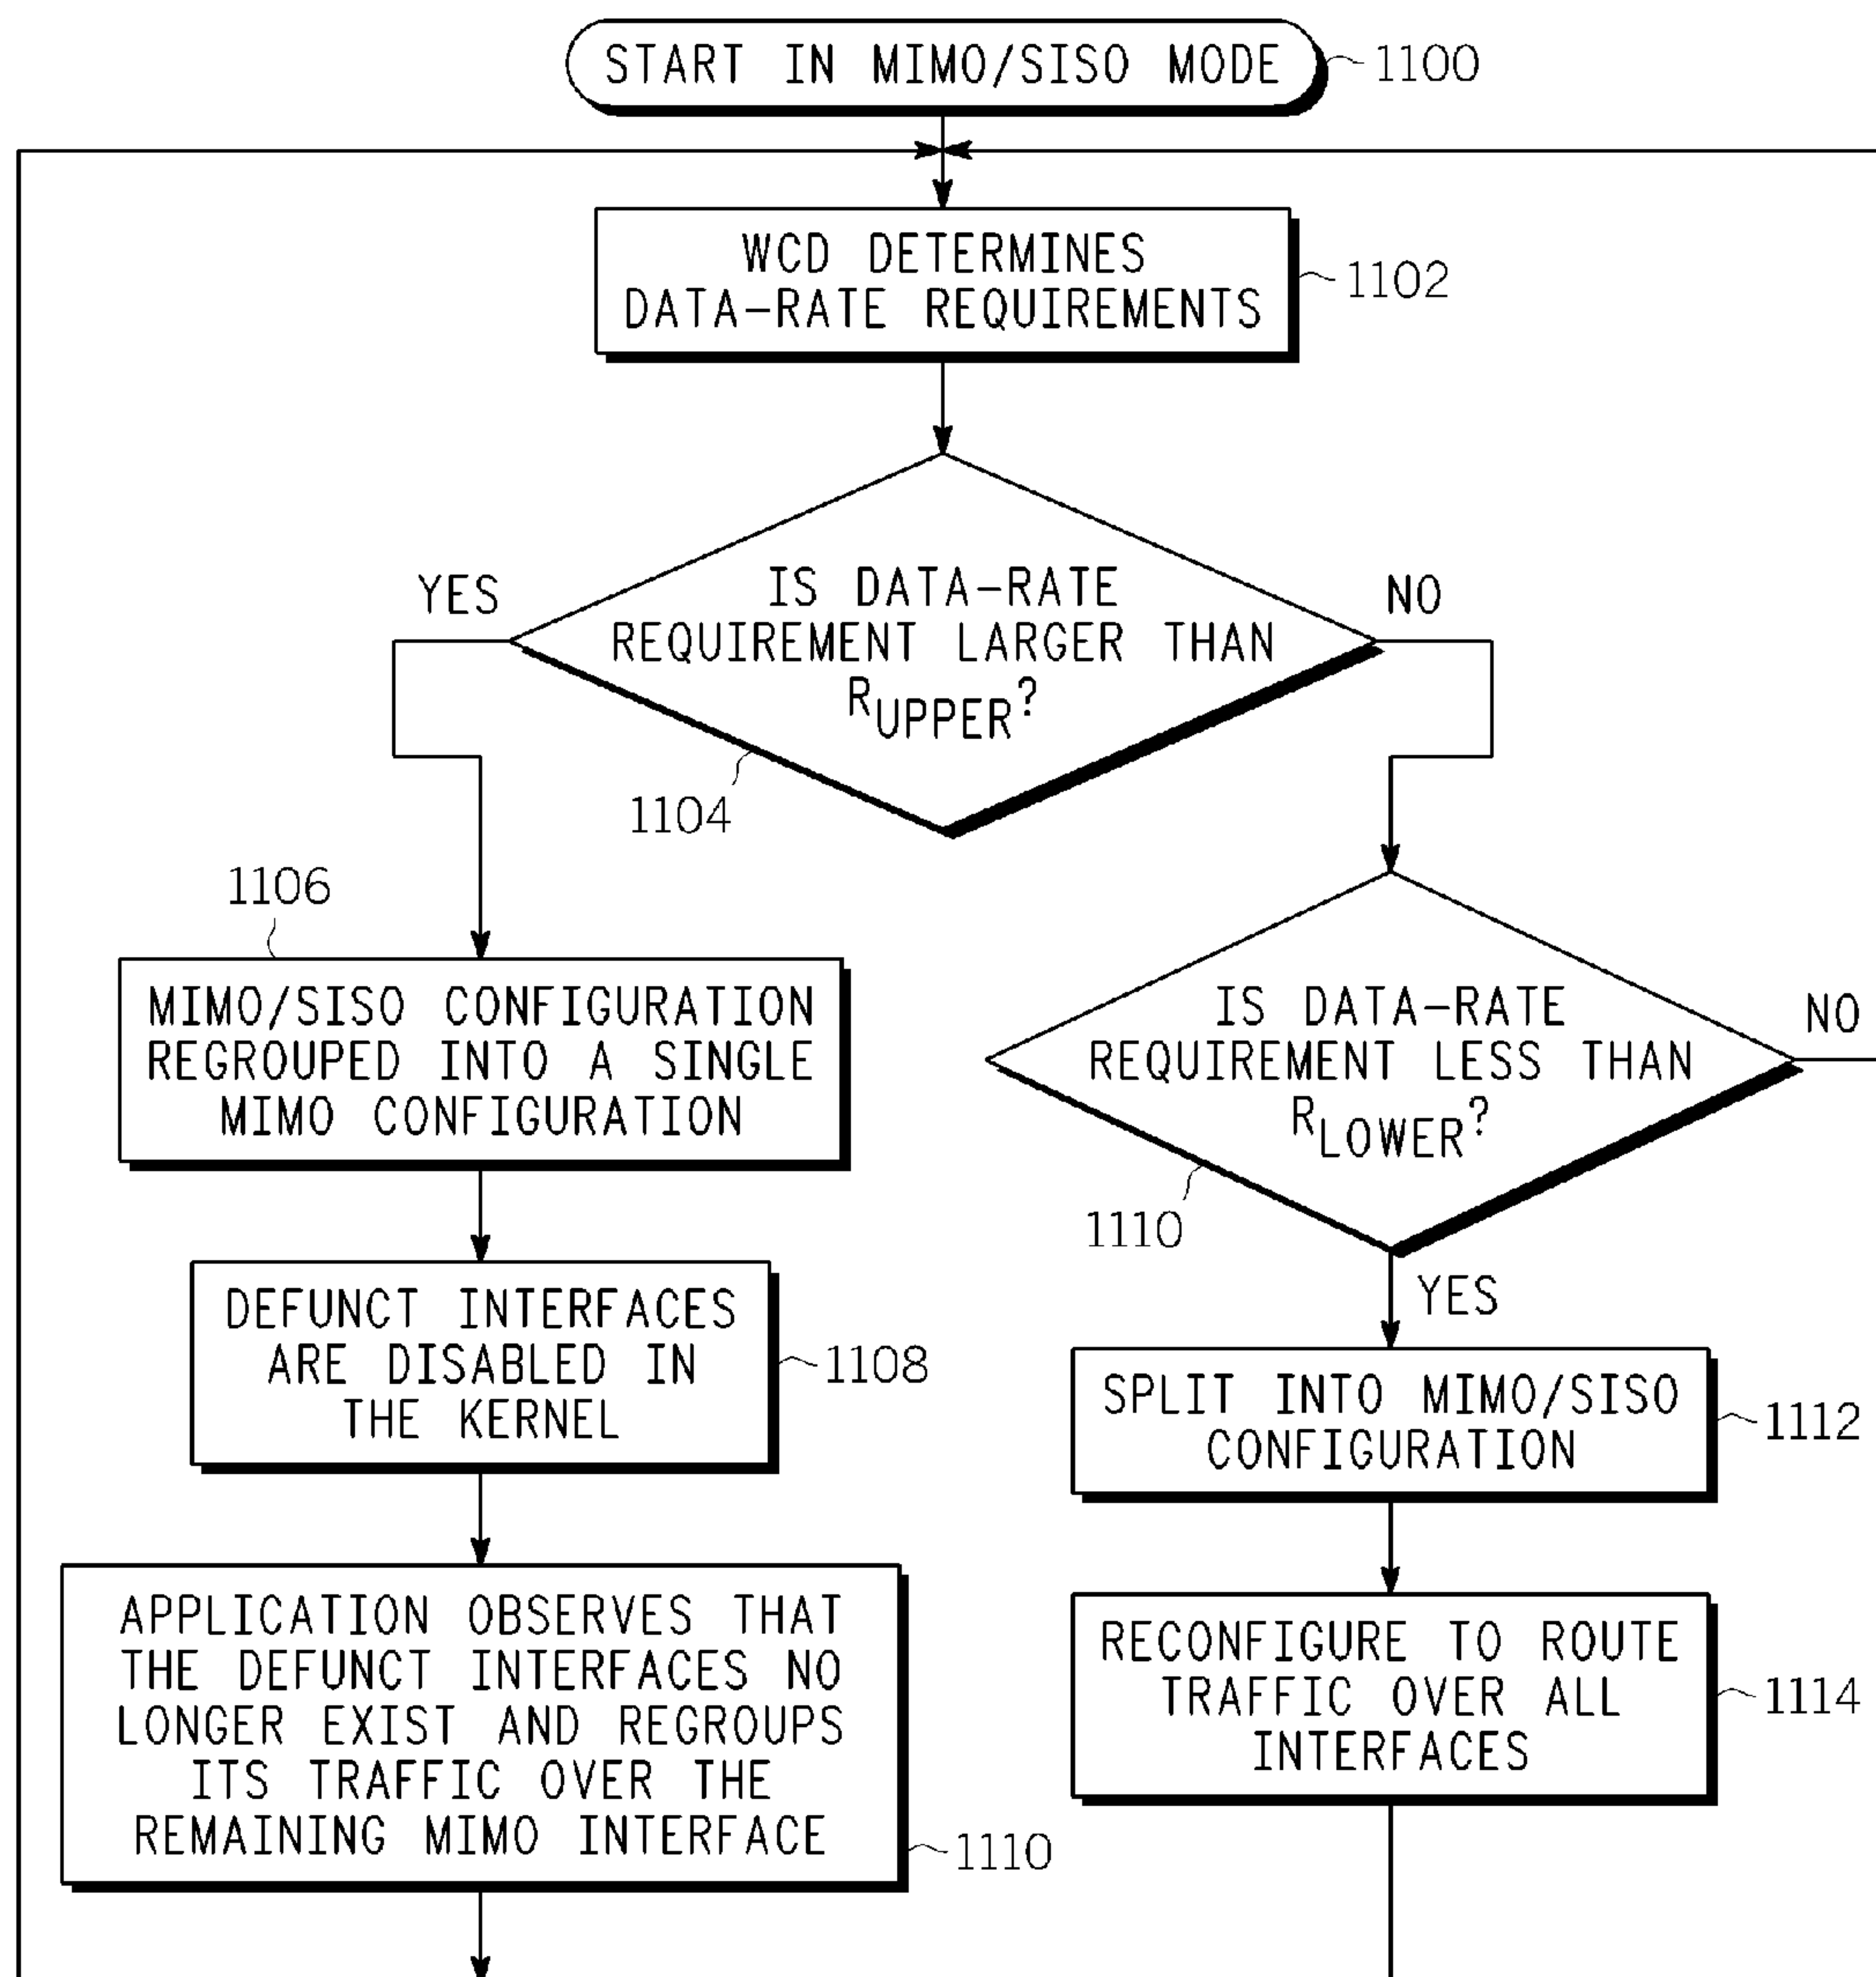 START IN MIMO/SISO MODE
1100
WCD DETERMINES
DATA-RATE REQUIREMENTS
1102
IS DATA-RATE
REQUIREMENT LARGER THAN
RUPPER?
YES
NO
1104
1106
MIMO/SISO CONFIGURATION
REGROUPED INTO A SINGLE
MIMO CONFIGURATION
IS DATA-RATE
REQUIREMENT LESS THAN
RLOWER?
NO
1110
YES
DEFUNCT INTERFACES
ARE DISABLED IN
THE KERNEL
1108
SPLIT INTO MIMO/SISO
CONFIGURATION
1112
APPLICATION OBSERVES THAT
THE DEFUNCT INTERFACES NO
LONGER EXIST AND REGROUPS
ITS TRAFFIC OVER THE
REMAINING MIMO INTERFACE
1110
RECONFIGURE TO ROUTE
TRAFFIC OVER ALL
INTERFACES
1114